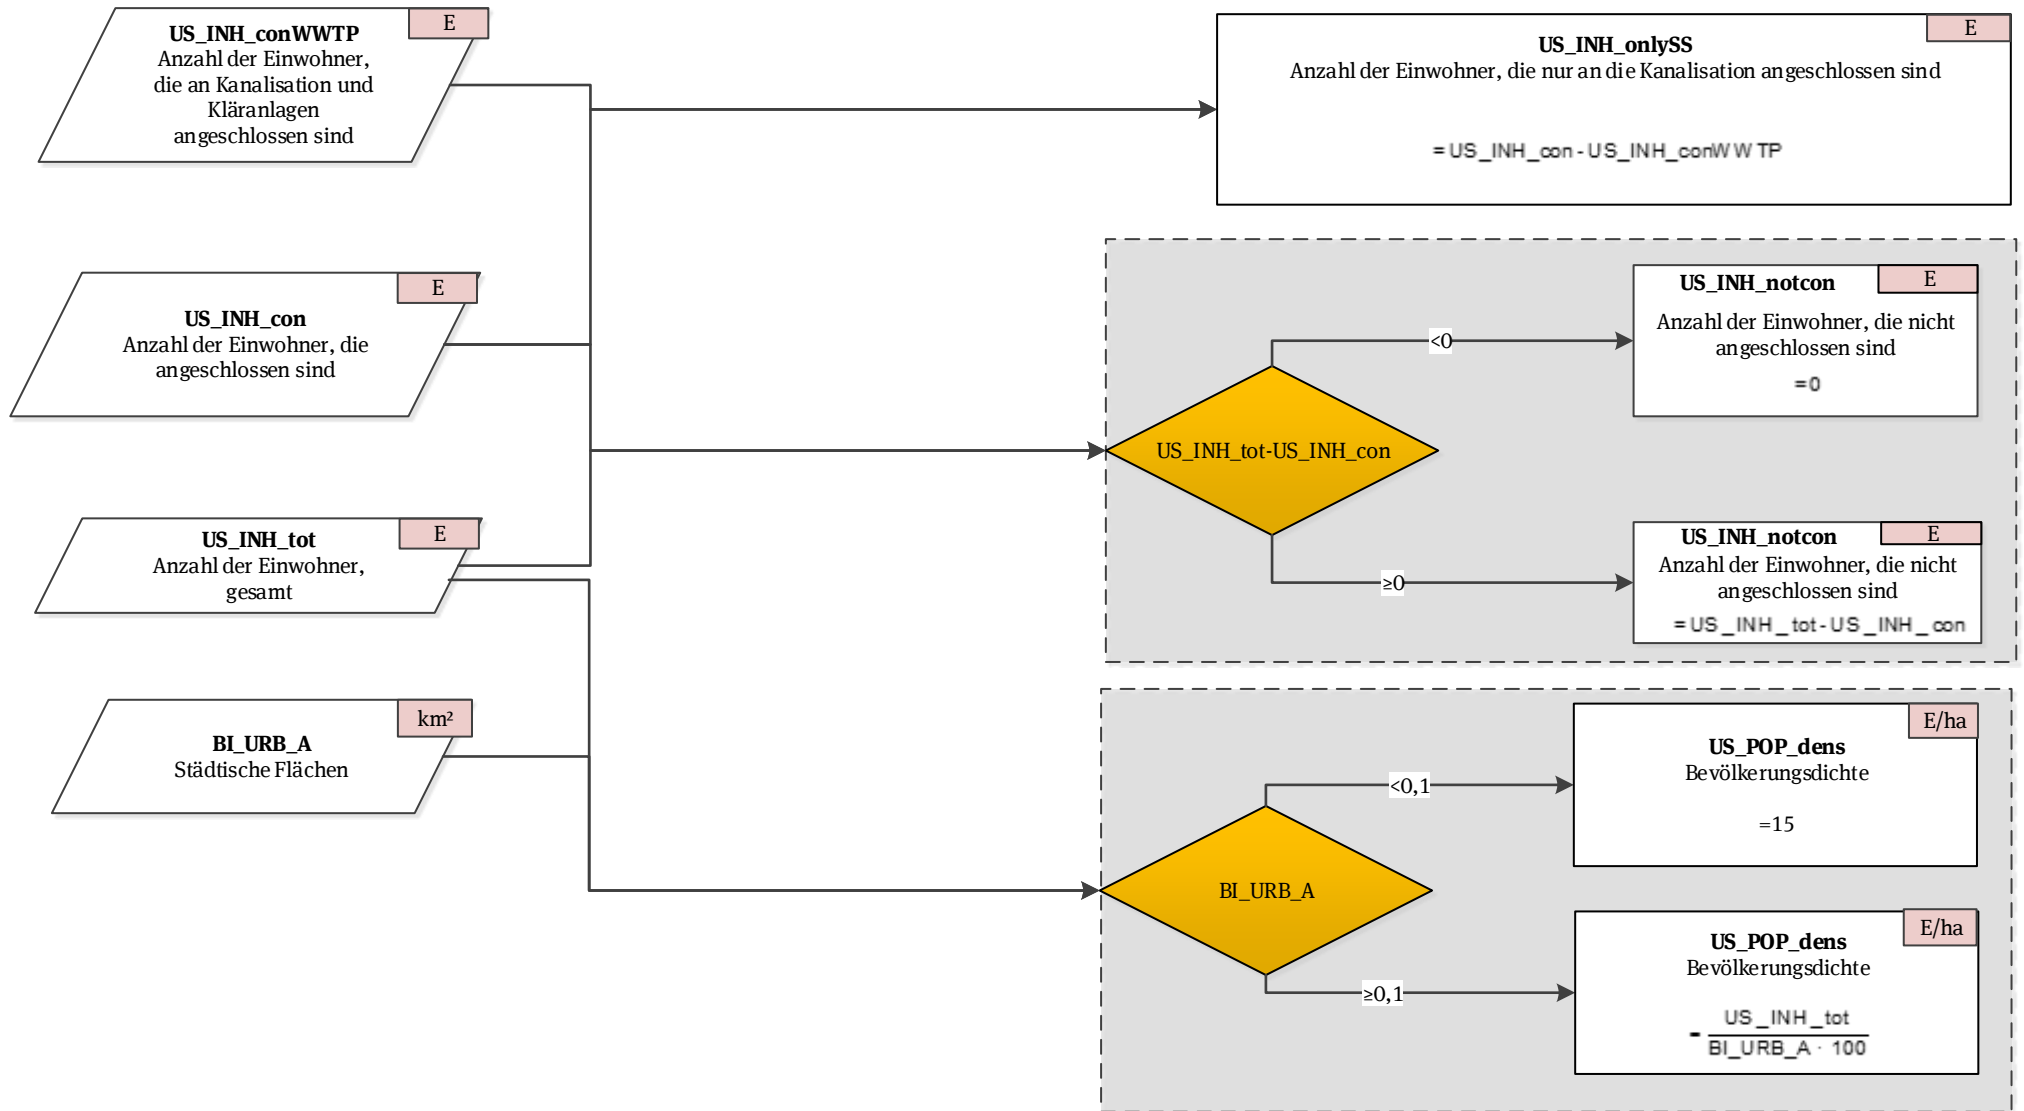 E
US_INH_conWWTP
Anzahl der Einwohner,
die an Kanalisation und
Kläranlagen
angeschlossen sind
E
US_INH_onlySS
Anzahl der Einwohner, die nur an die Kanalisation angeschlossen sind
= US_INH_con - US_INH_conWWTP
E
US_INH_con
Anzahl der Einwohner, die
angeschlossen sind
E
US_INH_notcon
Anzahl der Einwohner, die nicht
angeschlossen sind
= 0
<0
US_INH_tot-US_INH_con
≥0
E
US_INH_notcon
Anzahl der Einwohner, die nicht
angeschlossen sind
= US_INH_tot - US_INH_con
E
US_INH_tot
Anzahl der Einwohner,
gesamt
km²
BI_URB_A
Städtische Flächen
E/ha
US_POP_dens
Bevölkerungsdichte
=15
<0,1
BI_URB_A
≥0,1
E/ha
US_POP_dens
Bevölkerungsdichte
US_INH_tot
=
BI_URB_A · 100